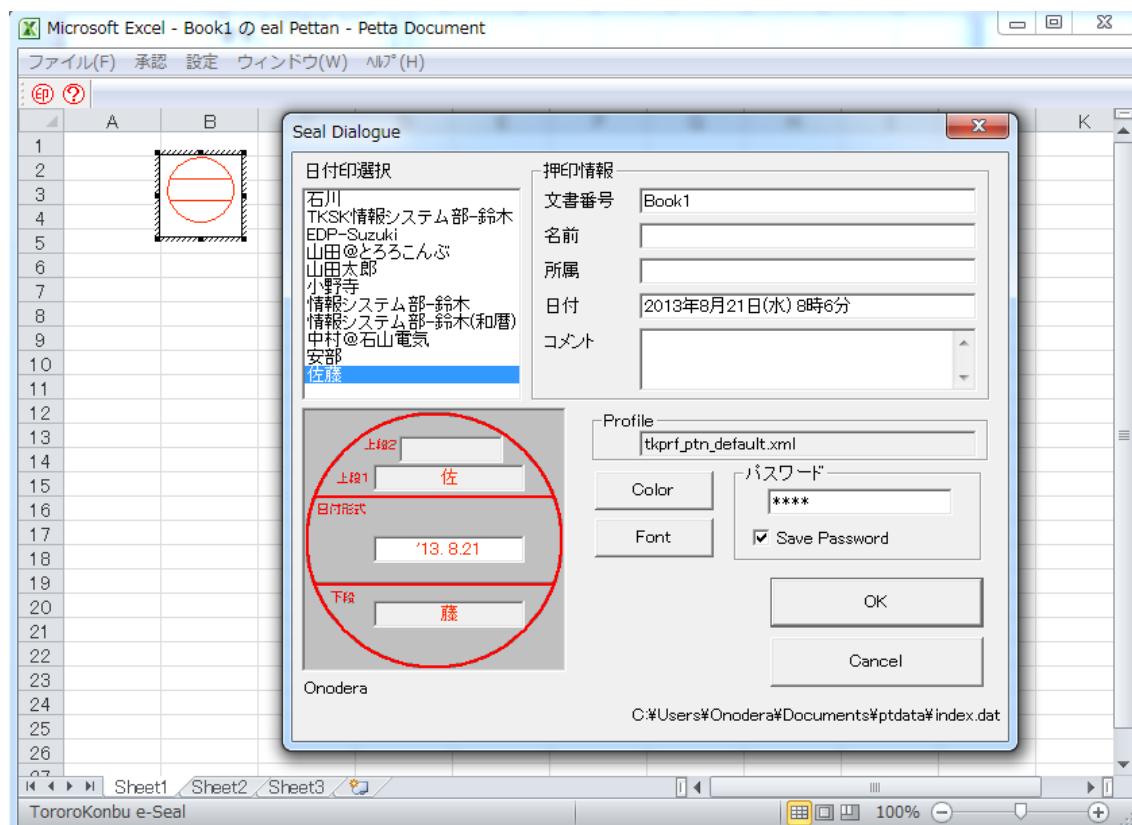 Microsoft Excel - Book1 の eal Pettan - Petta Document
ファイル(F) 承認 設定 ウィンドウ(W) ﾍﾙﾌﾟ(H)
印 ?
A B K
1
2
3
4
5
6
7
8
9
10
11
12
13
14
15
16
17
18
19
20
21
22
23
24
25
26
Seal Dialogue
日付印選択
石川
TKSK情報システム部-鈴木
EDP-Suzuki
山田@とろろこんぶ
山田太郎
小野寺
情報システム部-鈴木
情報システム部-鈴木(和暦)
中村@石山電気
安部
佐藤
押印情報
文書番号 Book1
名前
所属
日付 2013年8月21日(水) 8時6分
コメント
上段2
上段1 佐
日付形式
'13. 8.21
下段 藤
Onodera
Profile
tkprf_ptn_default.xml
Color
Font
パスワード
****
Save Password
OK
Cancel
C:¥Users¥Onodera¥Documents¥ptdata¥index.dat
Sheet1 Sheet2 Sheet3
TororoKonbu e-Seal 100%